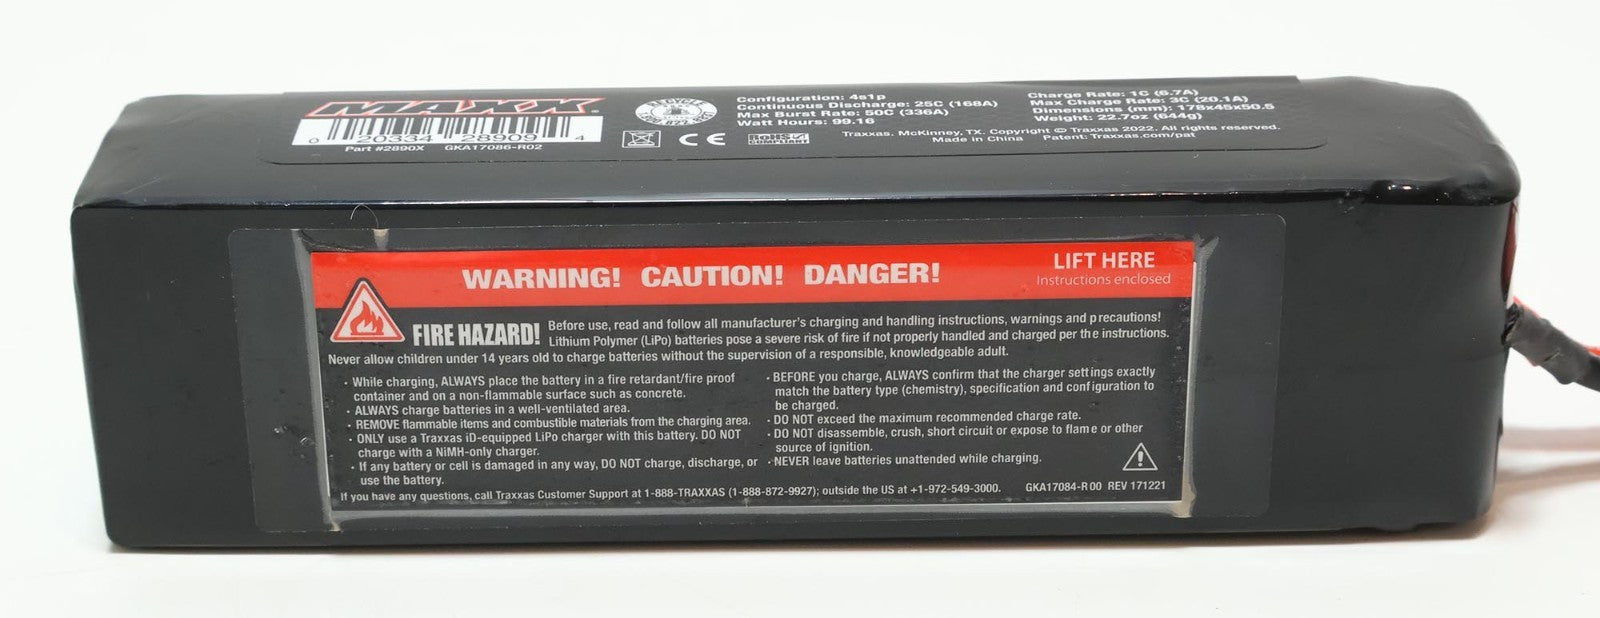 MAXX
0 20334 28909 4
Part #2890X GKA17086-R02
RECYCLE
RoHS
COMPLIANT
Configuration: 4s1p
Continuous Discharge: 25C (168A)
Max Burst Rate: 50C (336A)
Watt Hours: 99.16
Charge Rate: 1C (6.7A)
Max Charge Rate: 3C (20.1A)
Dimensions (mm): 178x45x50.5
Weight: 22.7oz (644g)
Traxxas. McKinney, TX. Copyright © Traxxas 2022. All rights reserved.
Made in China Patent: Traxxas.com/pat
WARNING! CAUTION! DANGER!
LIFT HERE
Instructions enclosed
FIRE HAZARD!
Before use, read and follow all manufacturer's charging and handling instructions, warnings and precautions!
Lithium Polymer (LiPo) batteries pose a severe risk of fire if not properly handled and charged per the instructions.
Never allow children under 14 years old to charge batteries without the supervision of a responsible, knowledgeable adult.
· While charging, ALWAYS place the battery in a fire retardant/fire proof
container and on a non-flammable surface such as concrete.
· ALWAYS charge batteries in a well-ventilated area.
· REMOVE flammable items and combustible materials from the charging area.
· ONLY use a Traxxas iD-equipped LiPo charger with this battery. DO NOT
charge with a NiMH-only charger.
· If any battery or cell is damaged in any way, DO NOT charge, discharge, or
use the battery.
· BEFORE you charge, ALWAYS confirm that the charger settings exactly
match the battery type (chemistry), specification and configuration to
be charged.
· DO NOT exceed the maximum recommended charge rate.
· DO NOT disassemble, crush, short circuit or expose to flame or other
source of ignition.
· NEVER leave batteries unattended while charging.
If you have any questions, call Traxxas Customer Support at 1-888-TRAXXAS (1-888-872-9927); outside the US at +1-972-549-3000.
GKA17084-R00 REV 171221